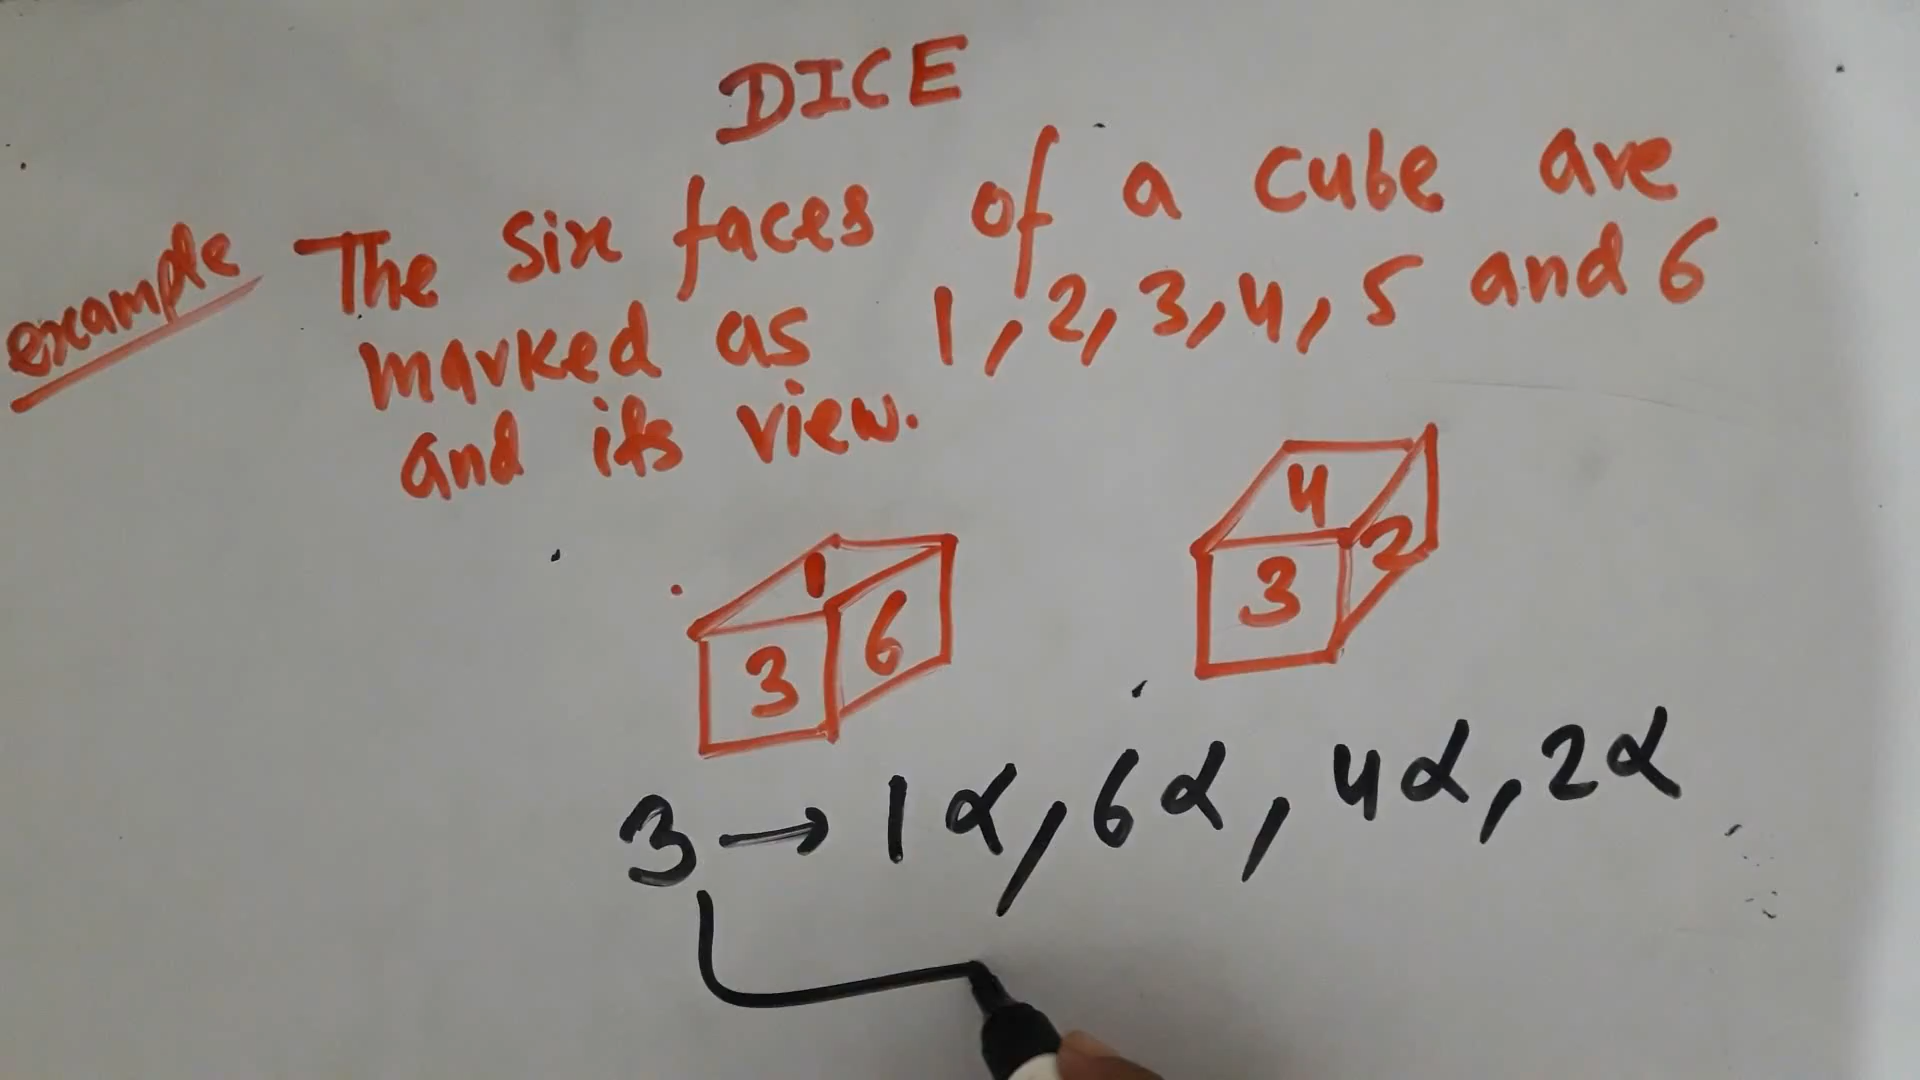 DICE
example The six faces of a cube are
marked as 1, 2, 3, 4, 5 and 6
and its view.
4
3 2
1
3 6
3 → 1α, 6α, 4α, 2α